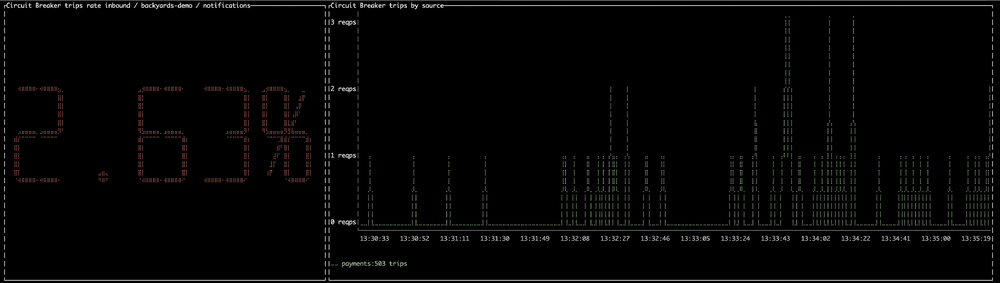 Circuit Breaker trips rate inbound / backyards-demo / notifications
2.63%
Circuit Breaker trips by source
3 reqps
2 reqps
1 reqps
0 reqps
13:30:33 13:30:52 13:31:11 13:31:30 13:31:49 13:32:08 13:32:27 13:32:46 13:33:05 13:33:24 13:33:43 13:34:02 13:34:22 13:34:41 13:35:00 13:35:19
payments:503 trips